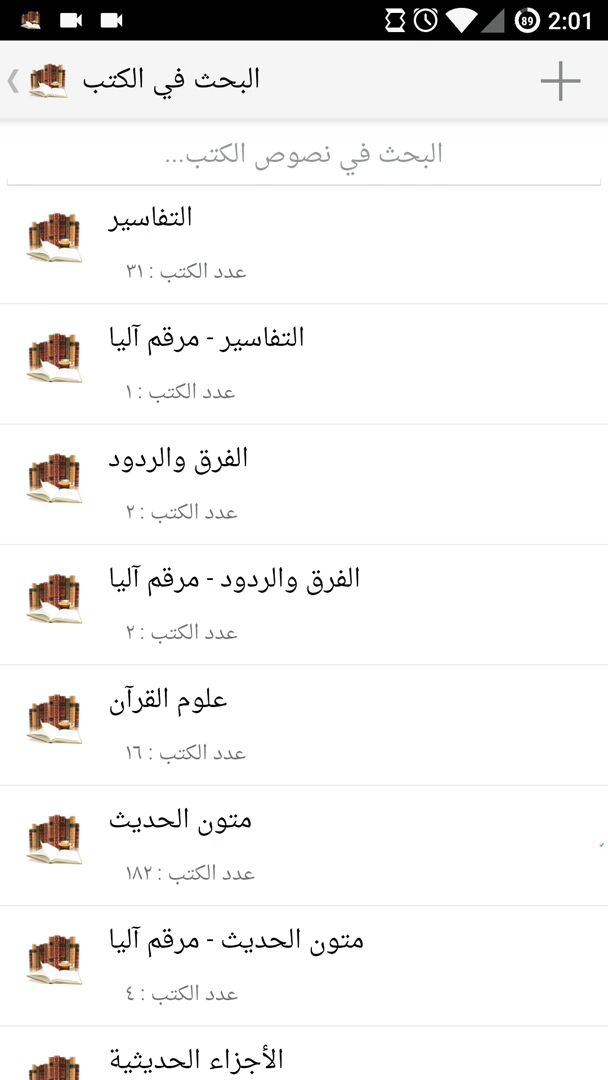 89 2:01
البحث في الكتب
البحث في نصوص الكتب...
التفاسير
عدد الكتب : ٣١
التفاسير - مرقم آليا
عدد الكتب : ١
الفرق والردود
عدد الكتب : ٢
الفرق والردود - مرقم آليا
عدد الكتب : ٢
علوم القرآن
عدد الكتب : ١٦
متون الحديث
عدد الكتب : ١٨٢
متون الحديث - مرقم آليا
عدد الكتب : ٤
الأجزاء الحديثية